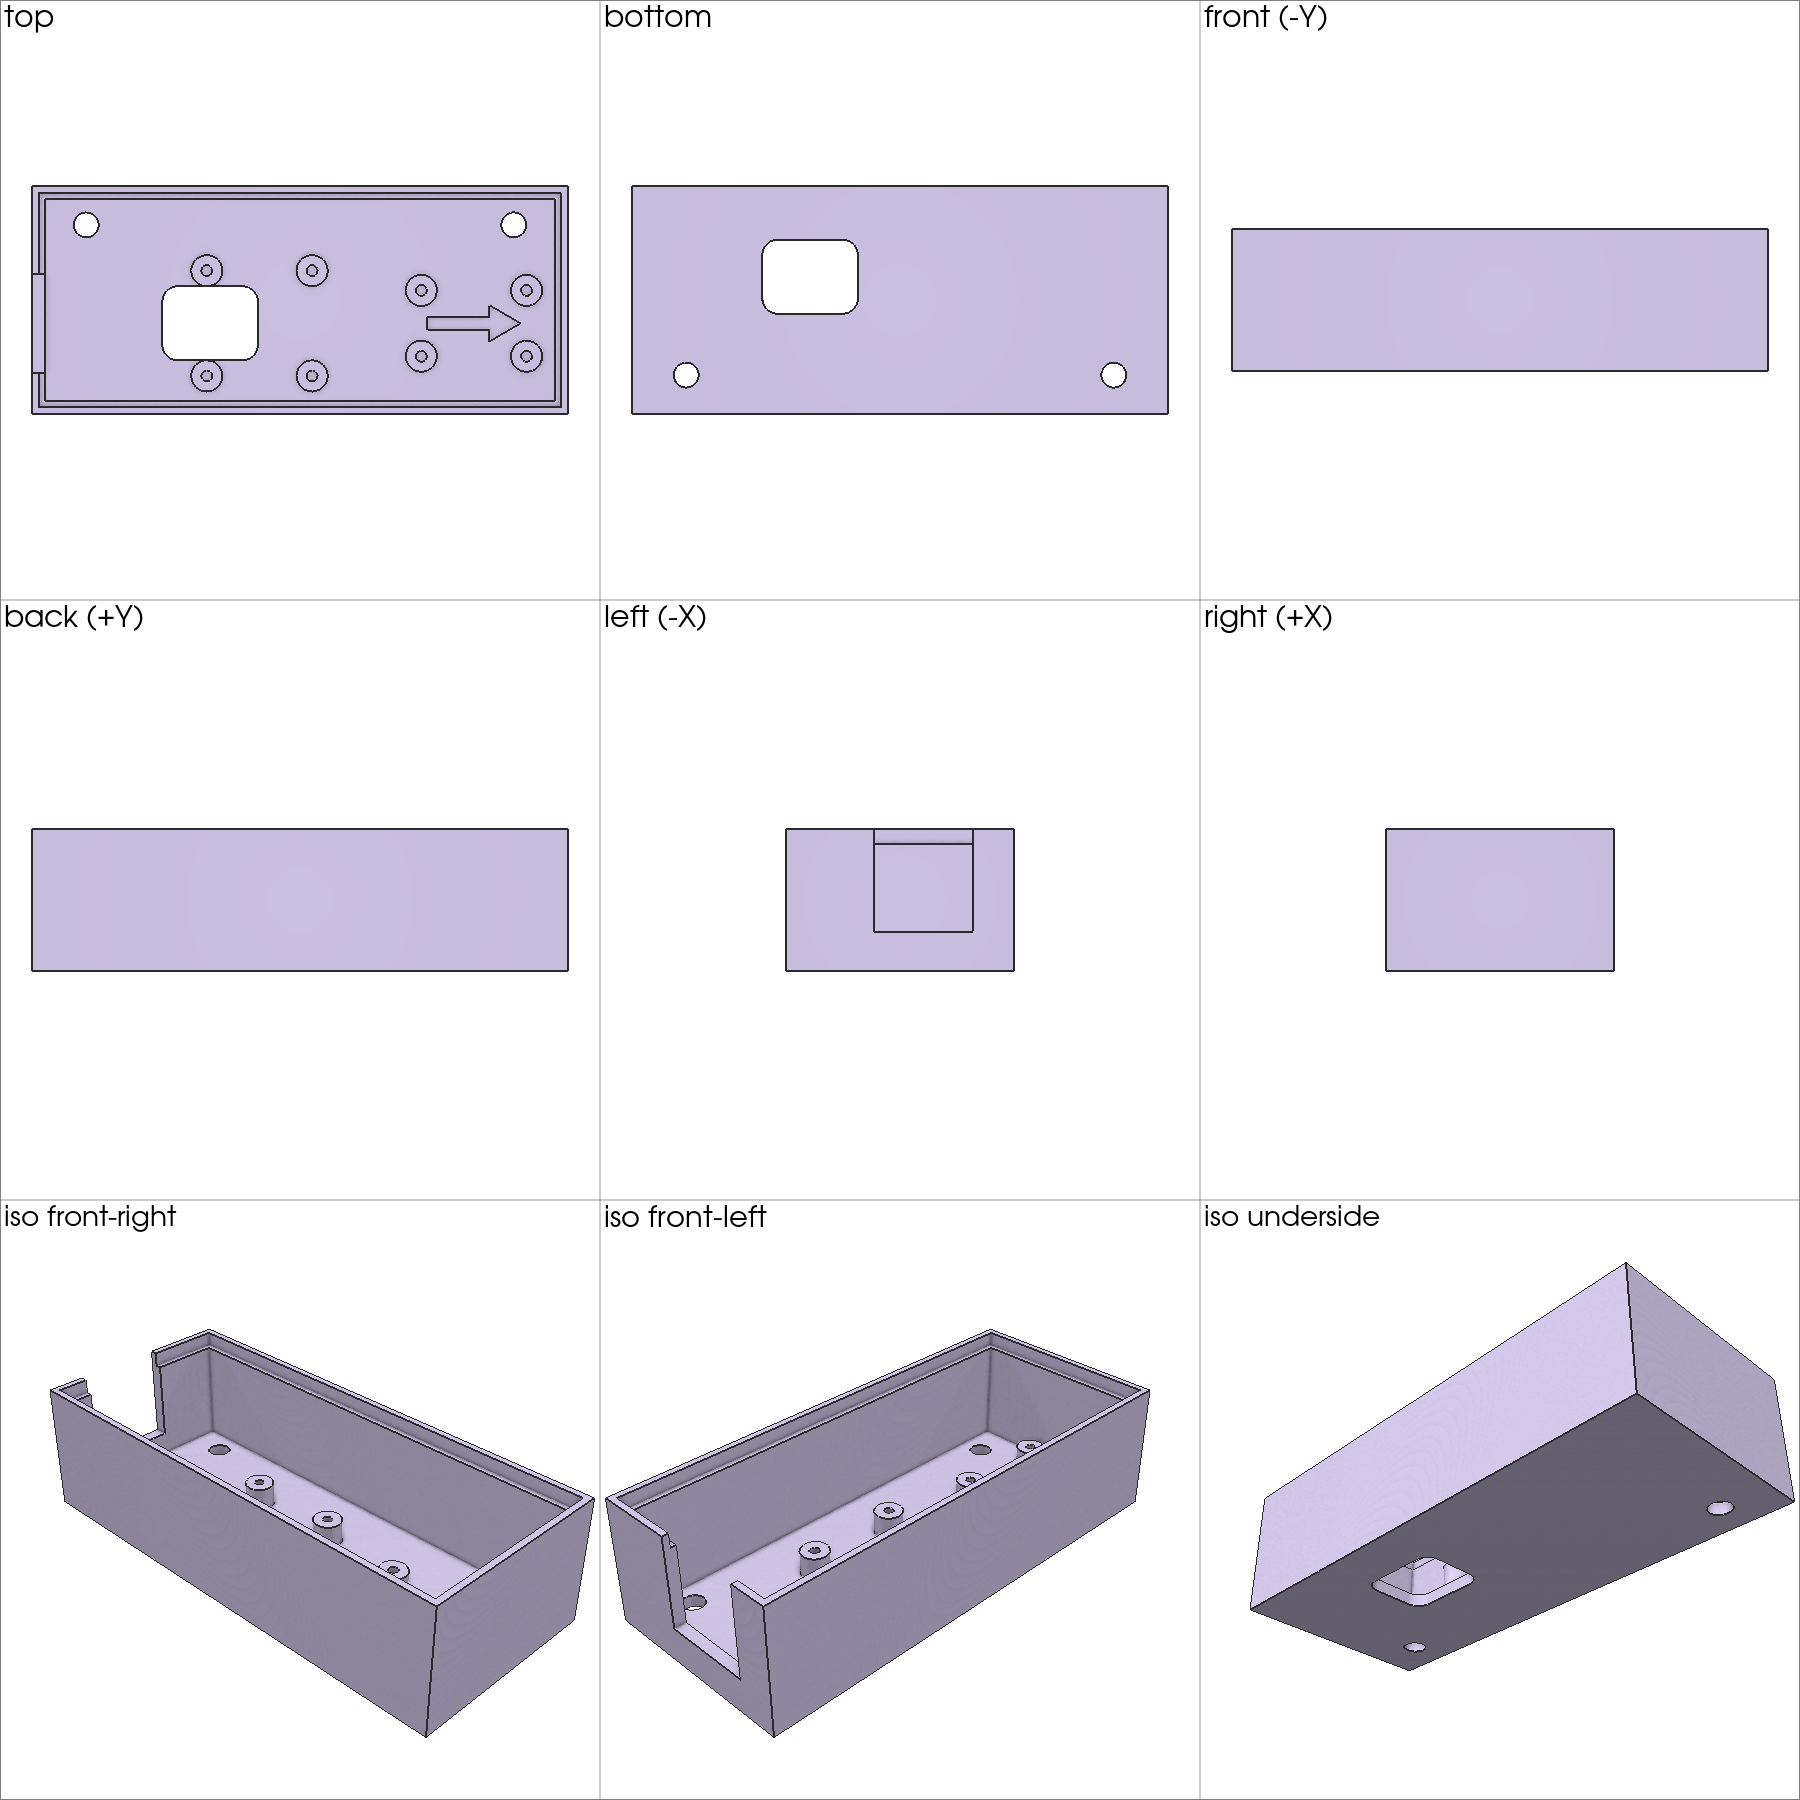 top
bottom
front (-Y)
back (+Y)
left (-X)
right (+X)
iso front-right
iso front-left
iso underside